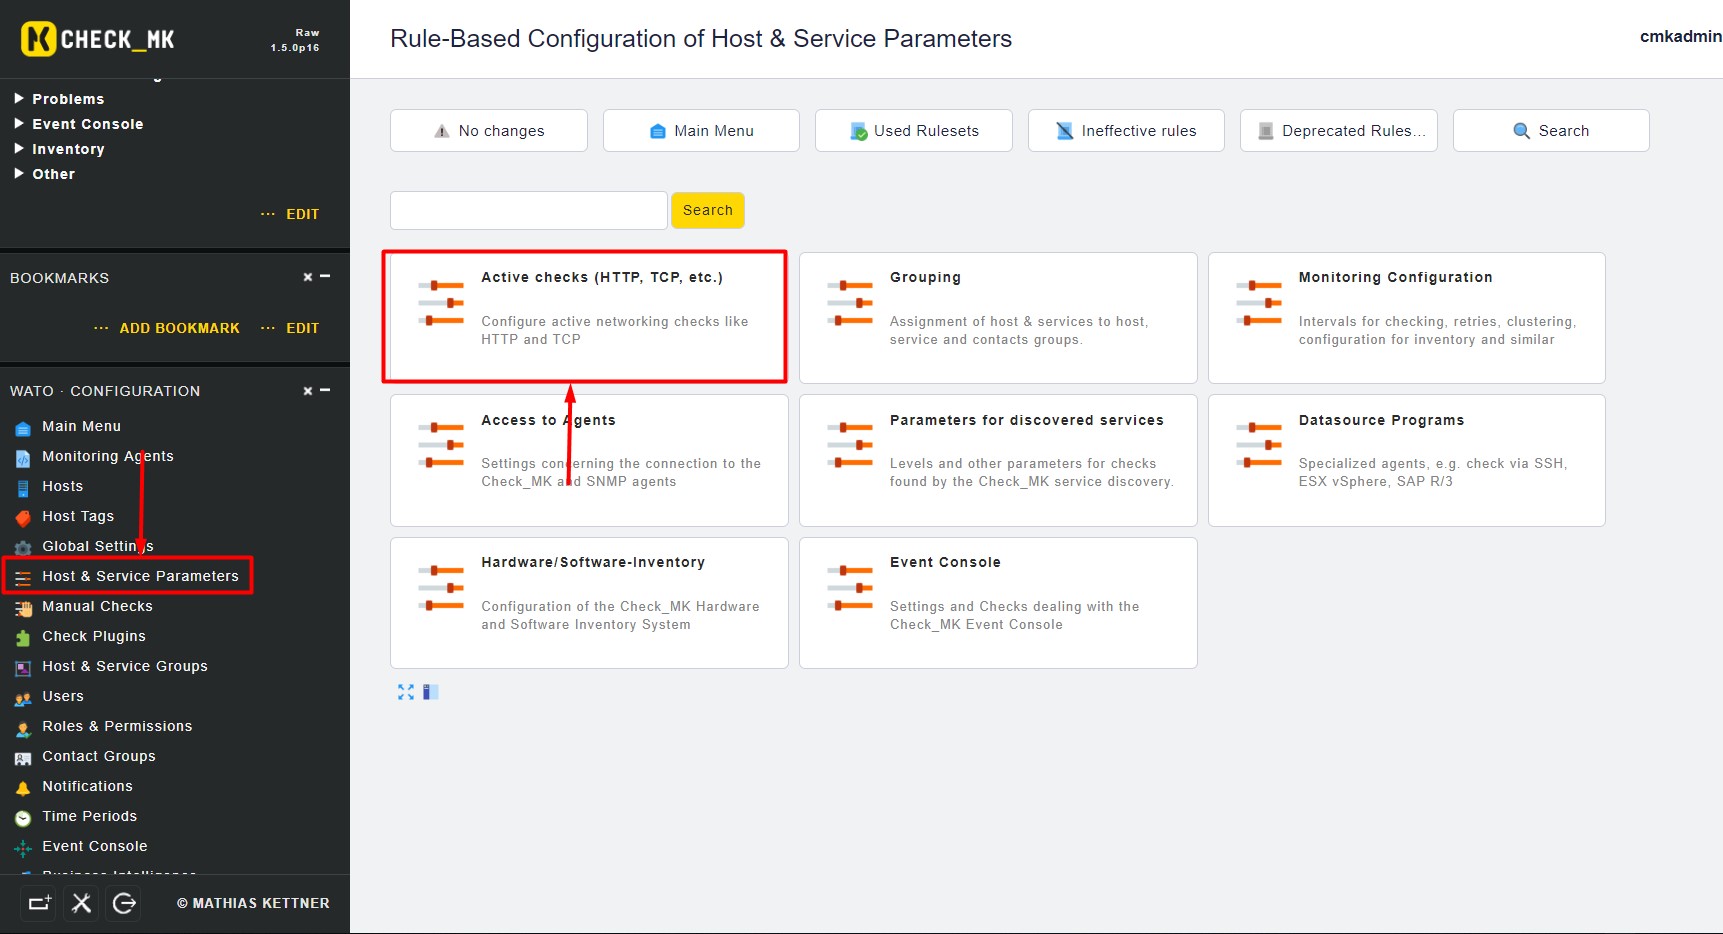 CHECK_MK
Raw
1.5.0p16
Problems
Event Console
Inventory
Other
··· EDIT
BOOKMARKS
··· ADD BOOKMARK ··· EDIT
WATO · CONFIGURATION
Main Menu
Monitoring Agents
Hosts
Host Tags
Global Settings
Host & Service Parameters
Manual Checks
Check Plugins
Host & Service Groups
Users
Roles & Permissions
Contact Groups
Notifications
Time Periods
Event Console
© MATHIAS KETTNER
Rule-Based Configuration of Host & Service Parameters
cmkadmin
No changes
Main Menu
Used Rulesets
Ineffective rules
Deprecated Rules...
Search
Search
Active checks (HTTP, TCP, etc.)
Configure active networking checks like
HTTP and TCP
Grouping
Assignment of host & services to host,
service and contacts groups.
Monitoring Configuration
Intervals for checking, retries, clustering,
configuration for inventory and similar
Access to Agents
Settings concerning the connection to the
Check_MK and SNMP agents
Parameters for discovered services
Levels and other parameters for checks
found by the Check_MK service discovery.
Datasource Programs
Specialized agents, e.g. check via SSH,
ESX vSphere, SAP R/3
Hardware/Software-Inventory
Configuration of the Check_MK Hardware
and Software Inventory System
Event Console
Settings and Checks dealing with the
Check_MK Event Console